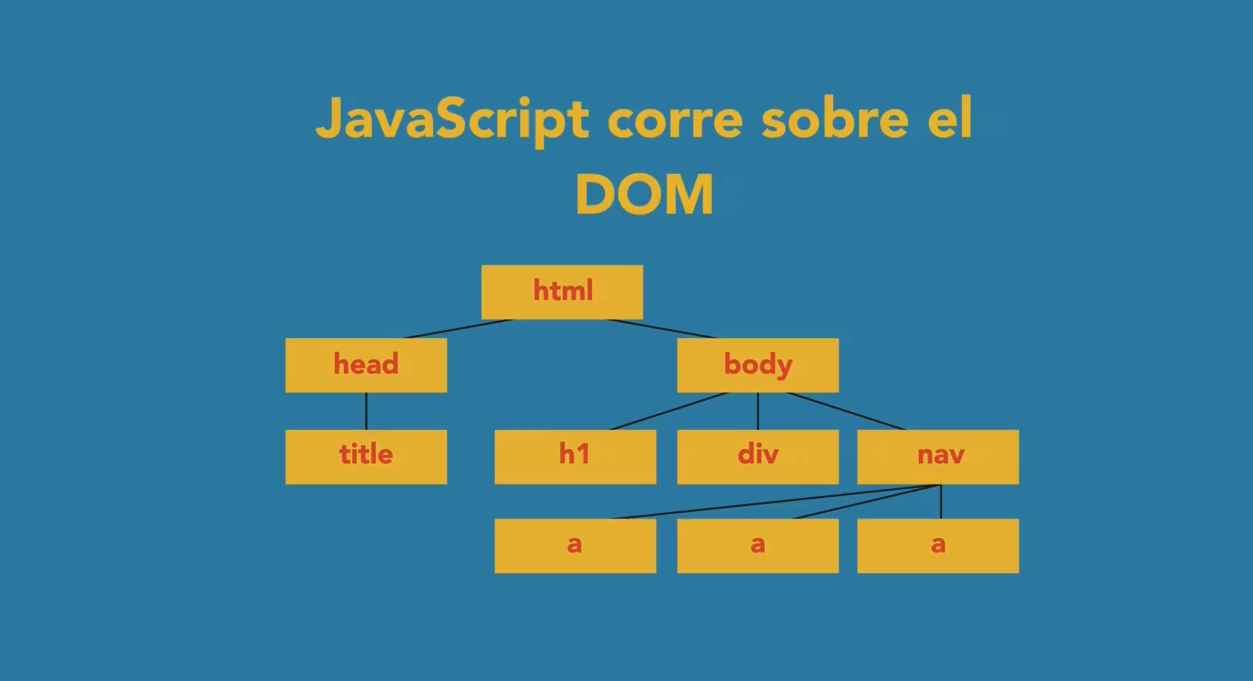 JavaScript corre sobre el
DOM
html
head
body
title
h1
div
nav
a
a
a